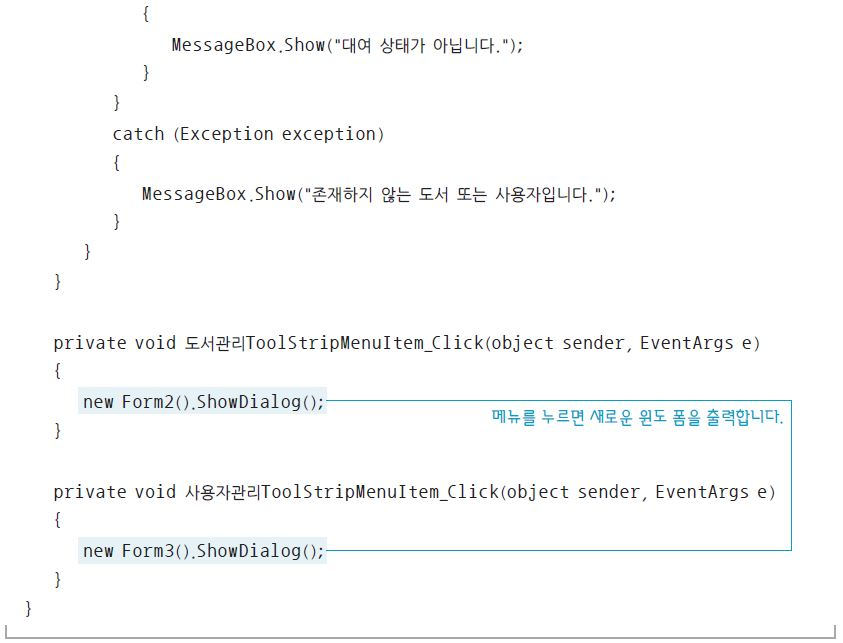 {
MessageBox.Show("대여 상태가 아닙니다.");
}
}
catch (Exception exception)
{
MessageBox.Show("존재하지 않는 도서 또는 사용자입니다.");
}
}
}
private void 도서관리ToolStripMenuItem_Click(object sender, EventArgs e)
{
new Form2().ShowDialog();
메뉴를 누르면 새로운 윈도 폼을 출력합니다.
}
private void 사용자관리ToolStripMenuItem_Click(object sender, EventArgs e)
{
new Form3().ShowDialog();
}
}